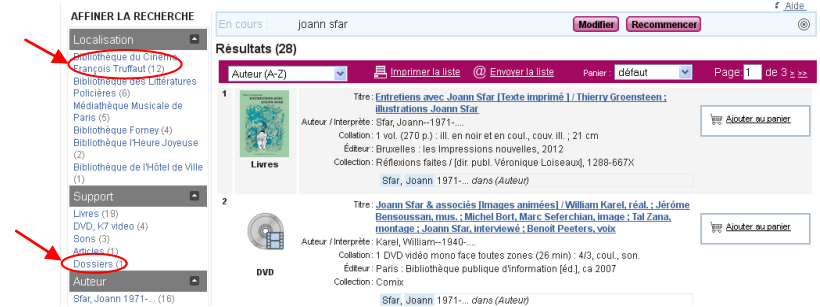 Aide
AFFINER LA RECHERCHE
En cours : joann sfar
Modifier Recommencer
Localisation
Bibliothèque du Cinéma
François Truffaut (12)
Bibliothèque des Littératures
Policières (6)
Médiathèque Musicale de
Paris (5)
Bibliothèque Forney (4)
Bibliothèque l'Heure Joyeuse
(2)
Bibliothèque de l'Hôtel de Ville
(1)
Support
Livres (19)
DVD, K7 video (4)
Sons (3)
Articles (1)
Dossiers (1)
Auteur
Sfar, Joann 1971-... (16)
Résultats (28)
Auteur (A-Z) Imprimer la liste @ Envoyer la liste Panier : défaut Page: 1 de 3 > >>
1
Livres
Titre : Entretiens avec Joann Sfar [Texte imprimé ] / Thierry Groensteen ;
illustrations Joann Sfar
Auteur / Interprète : Sfar, Joann--1971-....
Collation : 1 vol. (270 p.) : ill. en noir et en coul., couv. ill. ; 21 cm
Éditeur : Bruxelles : les Impressions nouvelles, 2012
Collection : Réflexions faites / [dir. publ. Véronique Loiseaux], 1288-667X
Sfar, Joann 1971-... dans (Auteur)
Ajouter au panier
2
DVD
Titre : Joann Sfar & associés [Images animées] / William Karel, réal. ; Jérôme
Bensoussan, mus. ; Michel Bort, Marc Seferchian, image ; Tal Zana,
montage ; Joann Sfar, interviewé ; Benoît Peeters, voix
Auteur / Interprète : Karel, William--1940-....
Collation : 1 DVD vidéo mono face toutes zones (26 min) : 4/3, coul., son.
Éditeur : Paris : Bibliothèque publique d'information [éd.], ca 2007
Collection : Comix
Sfar, Joann 1971-... dans (Auteur)
Ajouter au panier